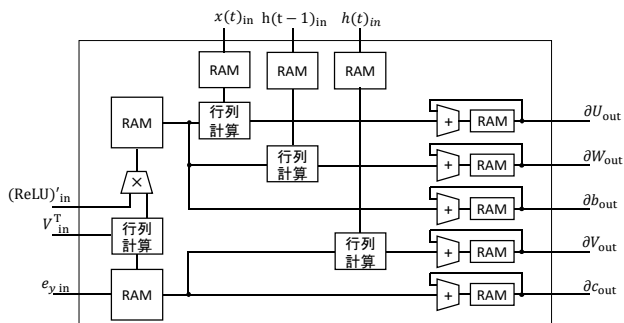 x(t)in h(t − 1)in h(t)in
RAM RAM RAM
RAM
行列
計算
+ RAM ∂Uout
行列
計算
+ RAM ∂Wout
(ReLU)′in
×
+ RAM ∂bout
V^T in
行列
計算
行列
計算
+ RAM ∂Vout
ey in
RAM
+ RAM ∂cout